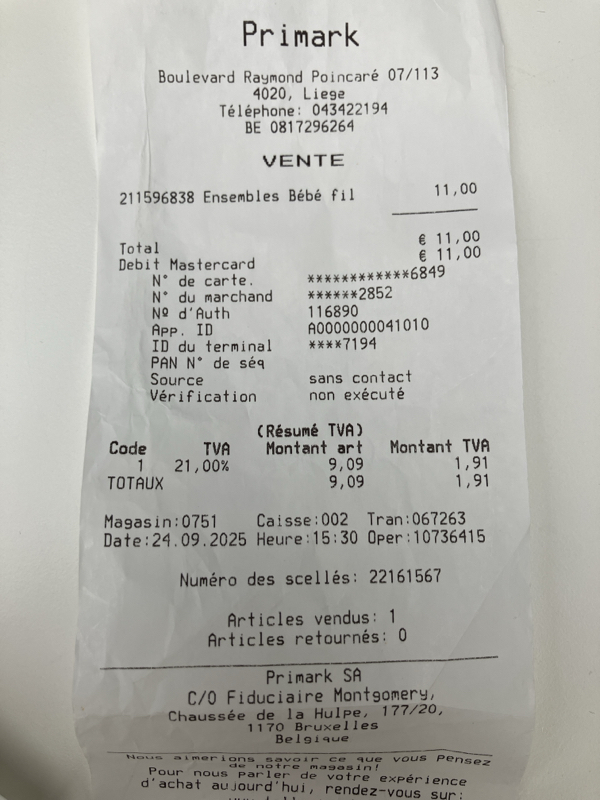 Primark
Boulevard Raymond Poincaré 07/113
4020, Liege
Téléphone: 043422194
BE 0817296264
VENTE
211596838 Ensembles Bébé fil 11,00
Total € 11,00
Debit Mastercard € 11,00
N° de carte. ************6849
N° du marchand ******2852
Nº d'Auth 116890
App. ID A0000000041010
ID du terminal ****7194
PAN N° de séq
Source sans contact
Vérification non exécuté
(Résumé TVA)
Code TVA Montant art Montant TVA
1 21,00% 9,09 1,91
TOTAUX 9,09 1,91
Magasin:0751 Caisse:002 Tran:067263
Date:24.09.2025 Heure:15:30 Oper:10736415
Numéro des scellés: 22161567
Articles vendus: 1
Articles retournés: 0
Primark SA
C/O Fiduciaire Montgomery,
Chaussée de la Hulpe, 177/20,
1170 Bruxelles
Belgique
Nous aimerions savoir ce que vous pensez
de notre magasin!
Pour nous parler de votre expérience
d'achat aujourd'hui, rendez-vous sur: